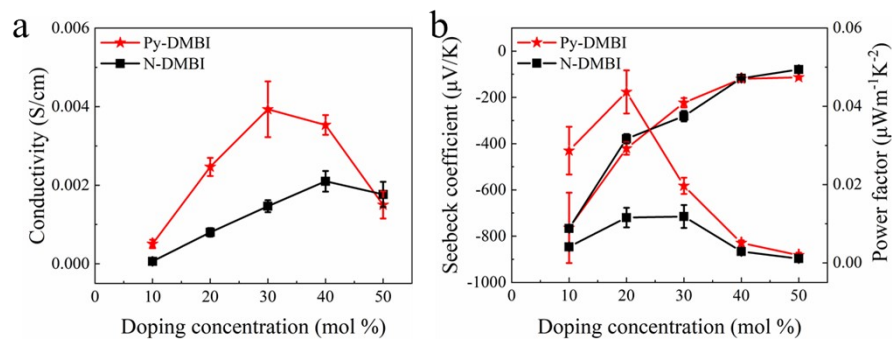 a
Py-DMBI
N-DMBI
Conductivity (S/cm)
0.006
0.004
0.002
0.000
0 10 20 30 40 50
Doping concentration (mol %)
b
Py-DMBI
N-DMBI
Seebeck coefficient (μV/K)
0
-200
-400
-600
-800
-1000
Power factor (μWm⁻¹K⁻²)
0.06
0.04
0.02
0.00
0 10 20 30 40 50
Doping concentration (mol %)